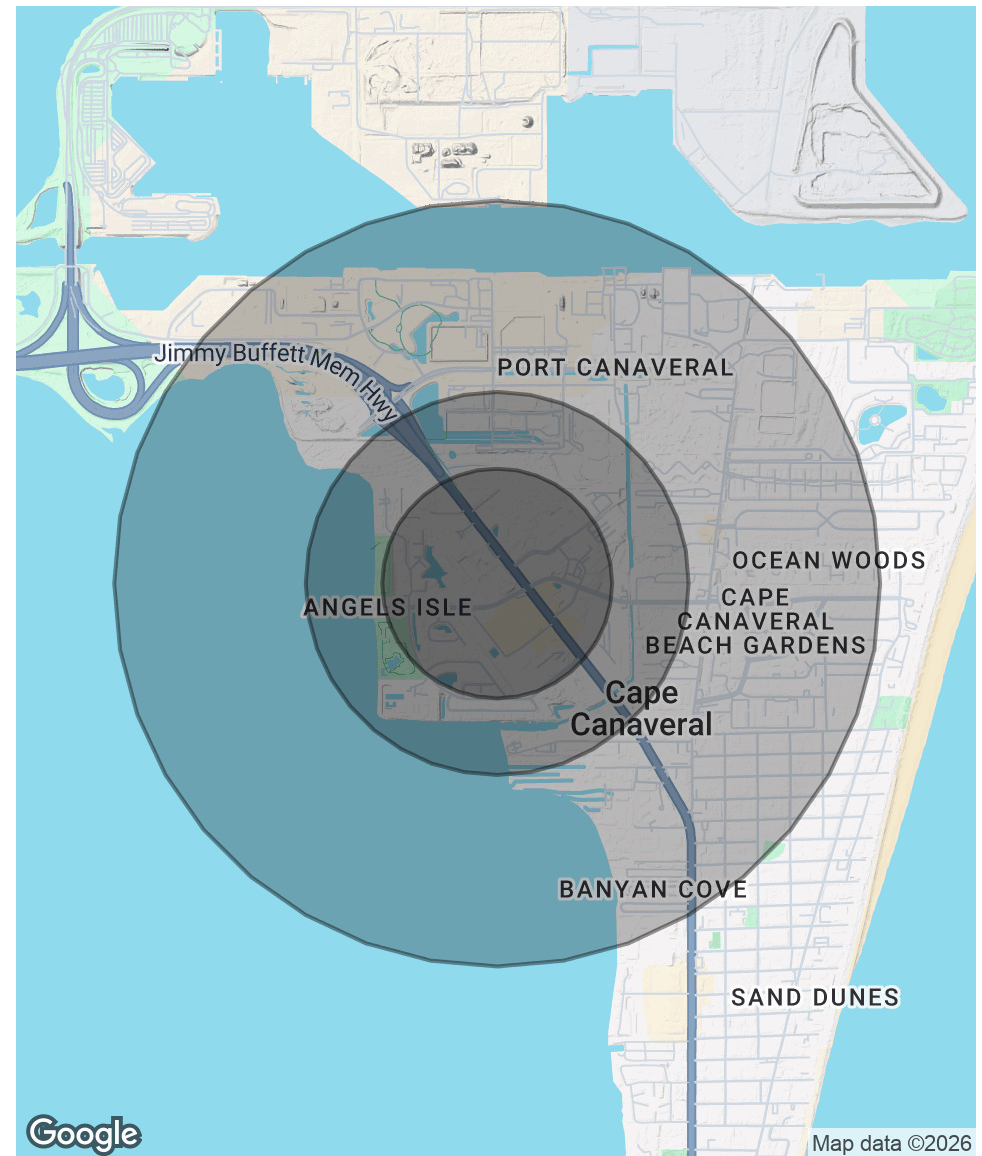 Jimmy Buffett Mem Hwy
PORT CANAVERAL
OCEAN WOODS
CAPE
CANAVERAL
BEACH GARDENS
ANGELS ISLE
Cape
Canaveral
BANYAN COVE
SAND DUNES
Google
Map data ©2026